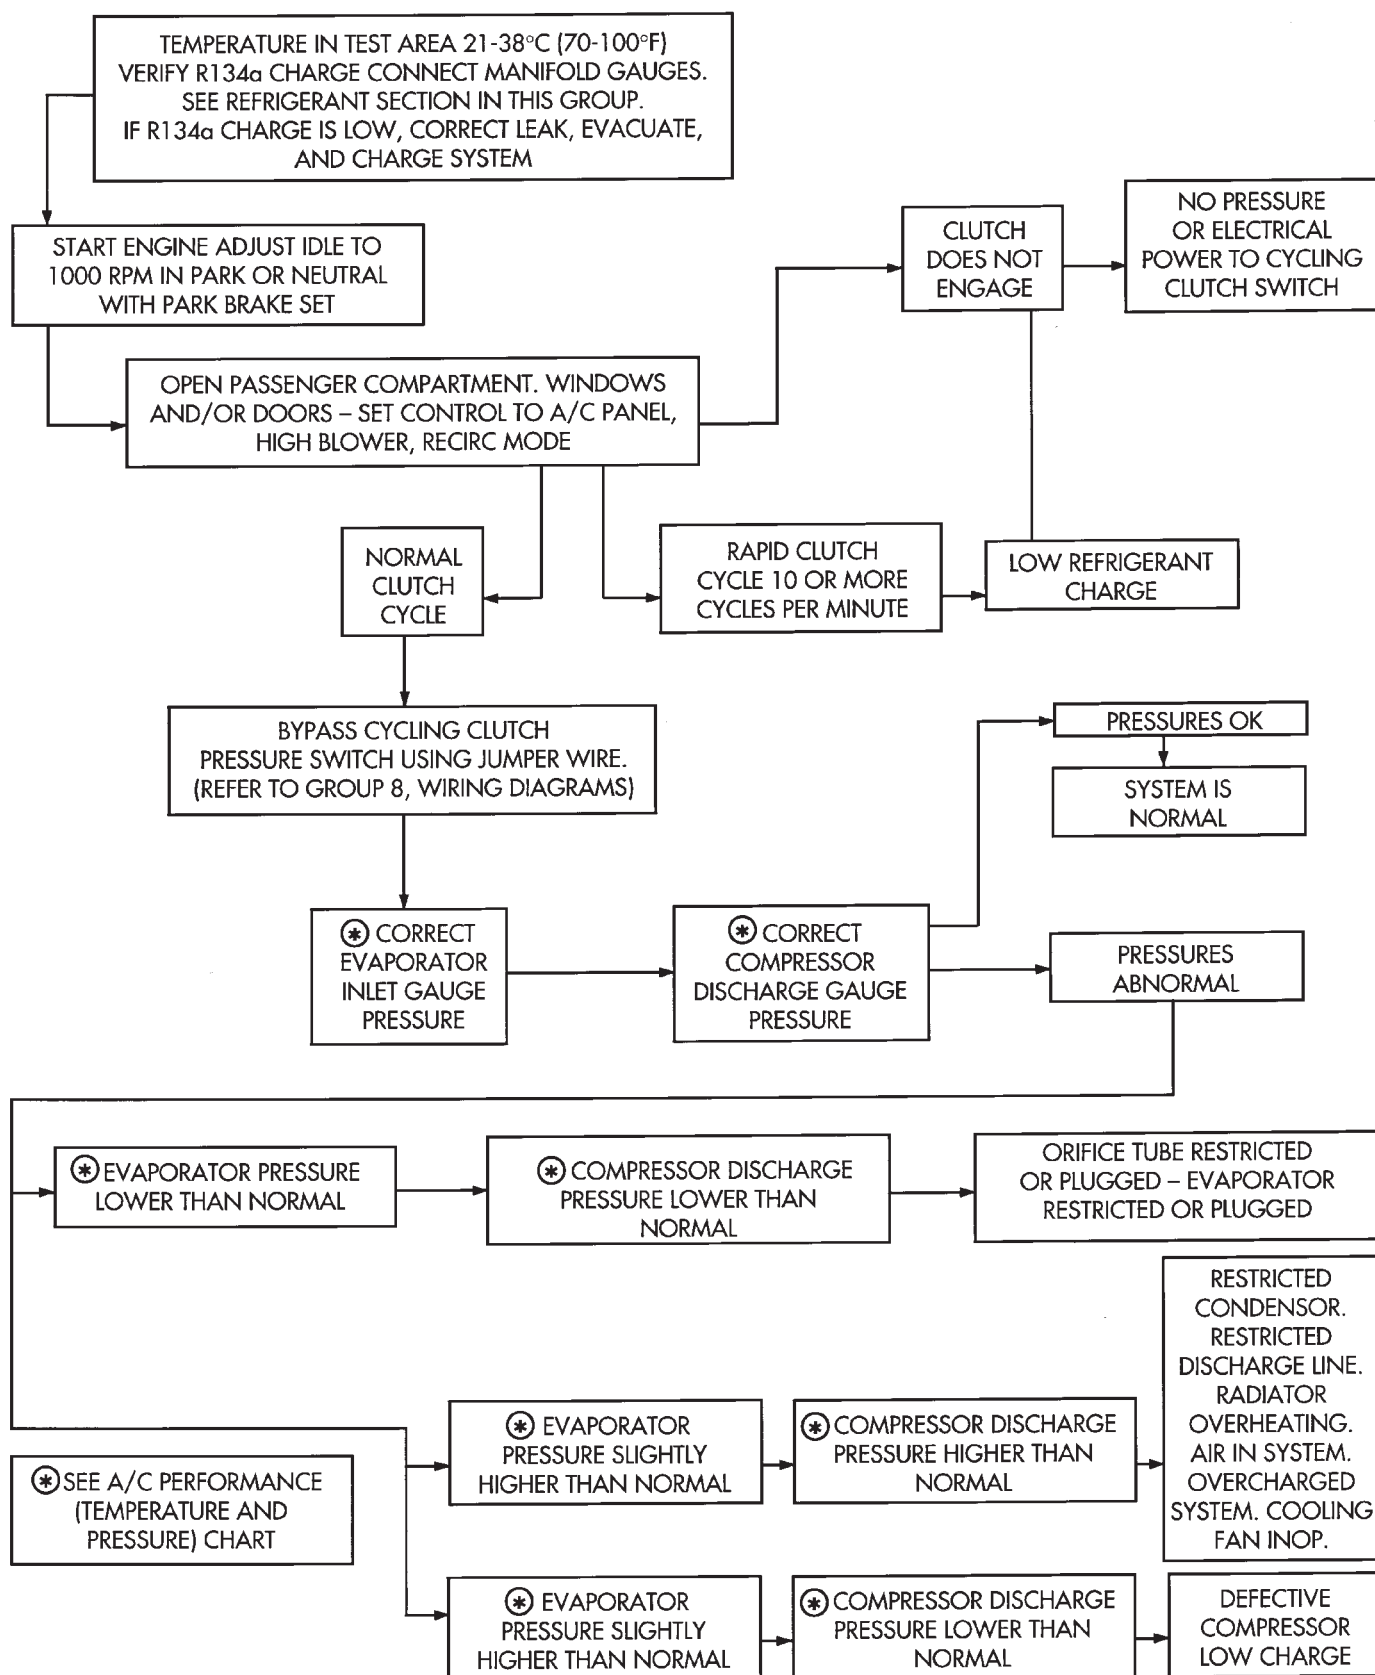 TEMPERATURE IN TEST AREA 21-38°C (70-100°F)
VERIFY R134a CHARGE CONNECT MANIFOLD GAUGES.
SEE REFRIGERANT SECTION IN THIS GROUP.
IF R134a CHARGE IS LOW, CORRECT LEAK, EVACUATE,
AND CHARGE SYSTEM
START ENGINE ADJUST IDLE TO
1000 RPM IN PARK OR NEUTRAL
WITH PARK BRAKE SET
CLUTCH
DOES NOT
ENGAGE
NO PRESSURE
OR ELECTRICAL
POWER TO CYCLING
CLUTCH SWITCH
OPEN PASSENGER COMPARTMENT. WINDOWS
AND/OR DOORS – SET CONTROL TO A/C PANEL,
HIGH BLOWER, RECIRC MODE
NORMAL
CLUTCH
CYCLE
RAPID CLUTCH
CYCLE 10 OR MORE
CYCLES PER MINUTE
LOW REFRIGERANT
CHARGE
BYPASS CYCLING CLUTCH
PRESSURE SWITCH USING JUMPER WIRE.
(REFER TO GROUP 8, WIRING DIAGRAMS)
PRESSURES OK
SYSTEM IS
NORMAL
* CORRECT
EVAPORATOR
INLET GAUGE
PRESSURE
* CORRECT
COMPRESSOR
DISCHARGE GAUGE
PRESSURE
PRESSURES
ABNORMAL
* EVAPORATOR PRESSURE
LOWER THAN NORMAL
* COMPRESSOR DISCHARGE
PRESSURE LOWER THAN
NORMAL
ORIFICE TUBE RESTRICTED
OR PLUGGED – EVAPORATOR
RESTRICTED OR PLUGGED
* EVAPORATOR
PRESSURE SLIGHTLY
HIGHER THAN NORMAL
* COMPRESSOR DISCHARGE
PRESSURE HIGHER THAN
NORMAL
RESTRICTED
CONDENSOR.
RESTRICTED
DISCHARGE LINE.
RADIATOR
OVERHEATING.
AIR IN SYSTEM.
OVERCHARGED
SYSTEM. COOLING
FAN INOP.
* SEE A/C PERFORMANCE
(TEMPERATURE AND
PRESSURE) CHART
* EVAPORATOR
PRESSURE SLIGHTLY
HIGHER THAN NORMAL
* COMPRESSOR DISCHARGE
PRESSURE LOWER THAN
NORMAL
DEFECTIVE
COMPRESSOR
LOW CHARGE